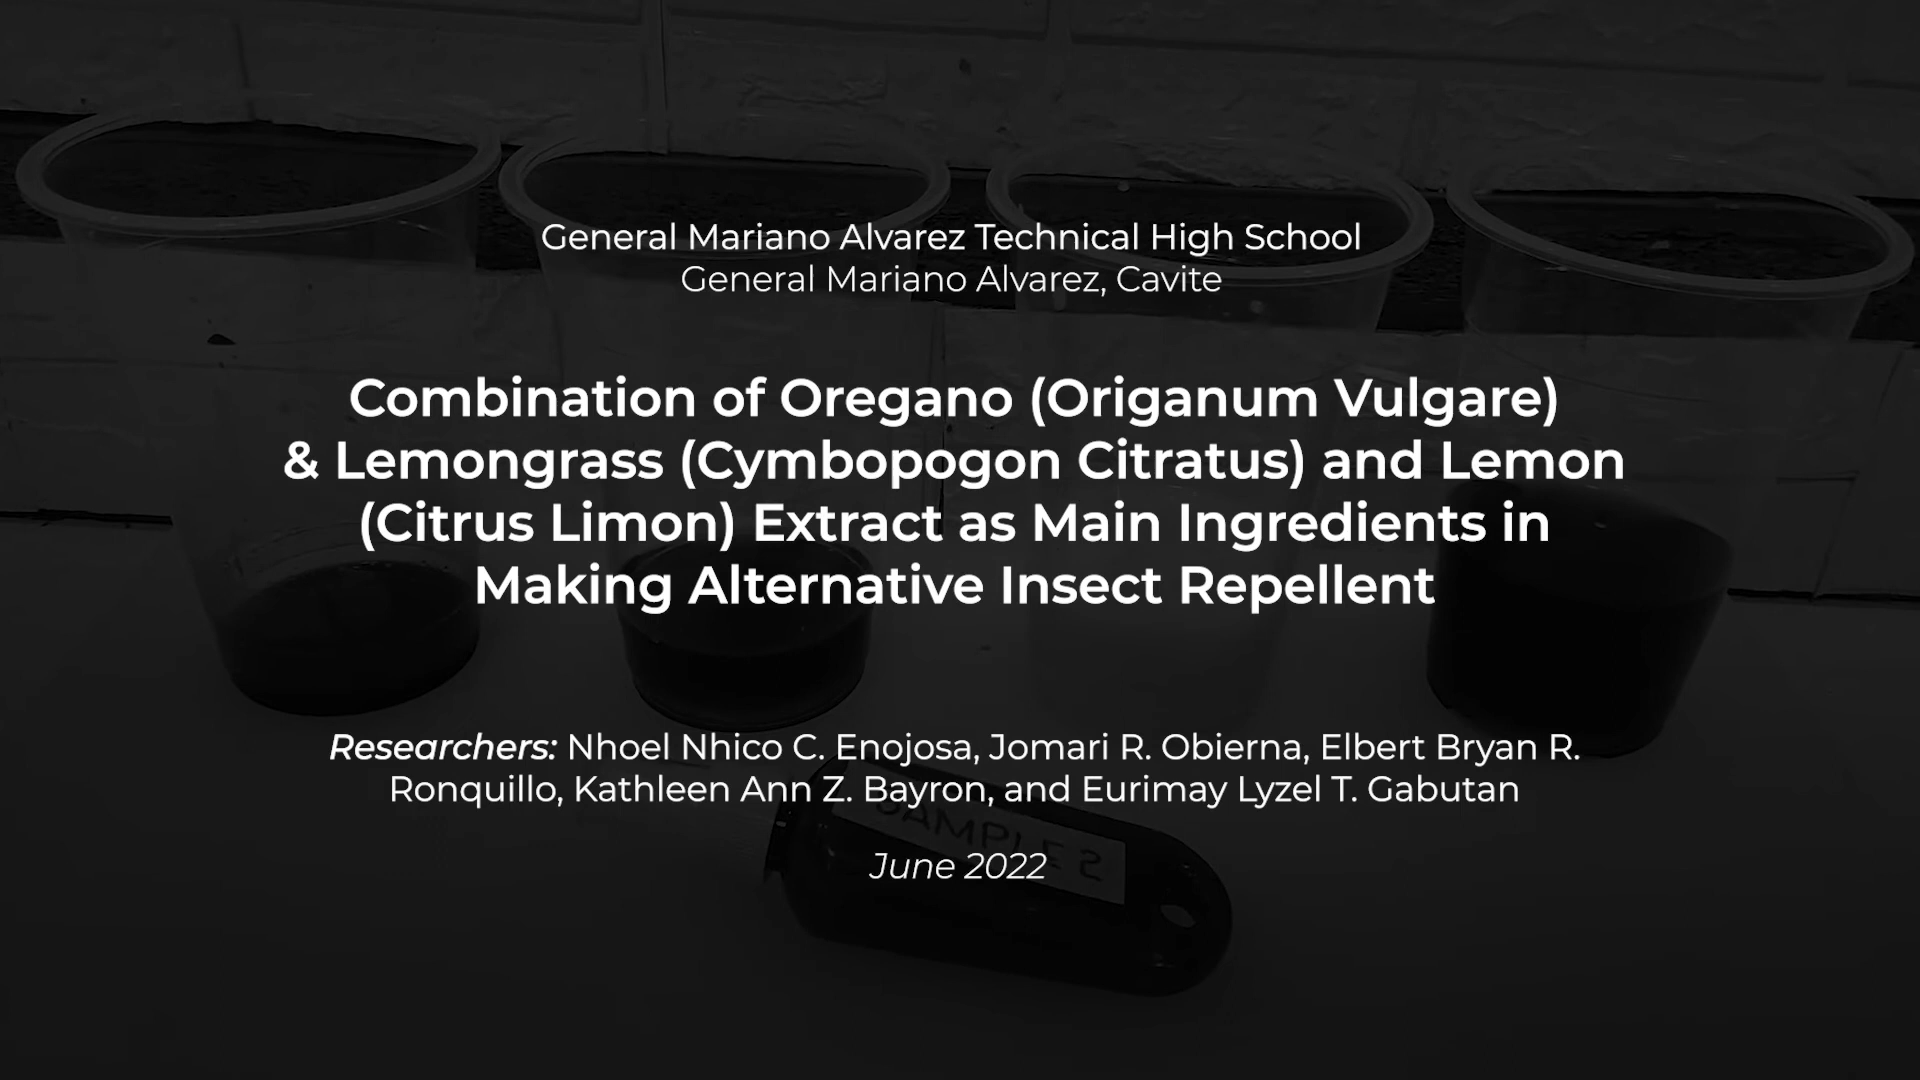 General Mariano Alvarez Technical High School
General Mariano Alvarez, Cavite
Combination of Oregano (Origanum Vulgare)
& Lemongrass (Cymbopogon Citratus) and Lemon
(Citrus Limon) Extract as Main Ingredients in
Making Alternative Insect Repellent
Researchers: Nhoel Nhico C. Enojosa, Jomari R. Obierna, Elbert Bryan R.
Ronquillo, Kathleen Ann Z. Bayron, and Eurimay Lyzel T. Gabutan
SAMPLE 2
June 2022